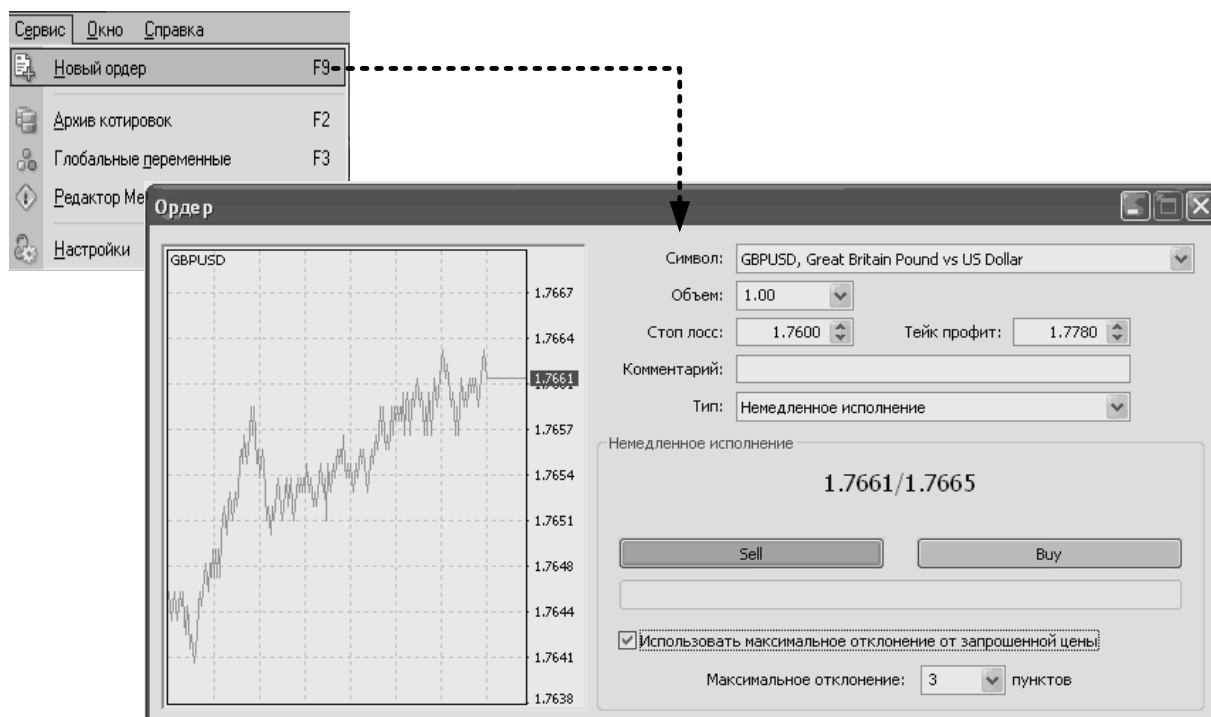 Сервис Окно Справка
Новый ордер F9
Архив котировок F2
Глобальные переменные F3
Редактор Me
Настройки
Ордер
GBPUSD
1.7667
1.7664
1.7661
1.7657
1.7654
1.7651
1.7648
1.7644
1.7641
1.7638
Символ: GBPUSD, Great Britain Pound vs US Dollar
Объем: 1.00
Стоп лосс: 1.7600 Тейк профит: 1.7780
Комментарий:
Тип: Немедленное исполнение
Немедленное исполнение
1.7661/1.7665
Sell Buy
Использовать максимальное отклонение от запрошенной цены
Максимальное отклонение: 3 пунктов